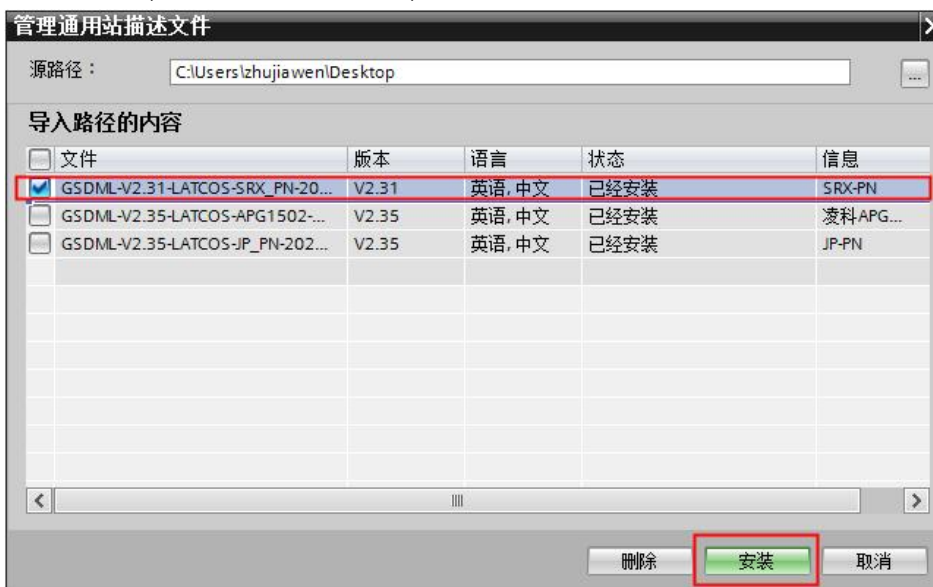 管理通用站描述文件
源路径： C:\Users\zhujiawen\Desktop ...
导入路径的内容
文件 版本 语言 状态 信息
GSDML-V2.31-LATCOS-SRX_PN-20... V2.31 英语, 中文 已经安装 SRX-PN
GSDML-V2.35-LATCOS-APG1502-... V2.35 英语, 中文 已经安装 凌科APG...
GSDML-V2.35-LATCOS-JP_PN-202... V2.35 英语, 中文 已经安装 JP-PN
删除 安装 取消